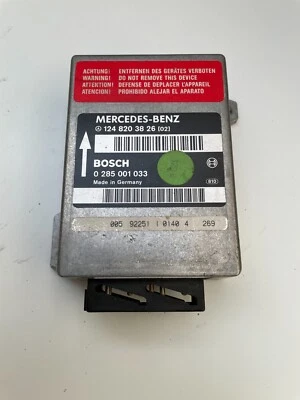 ACHTUNG! ENTFERNEN DES GERÄTES VERBOTEN
WARNING! DO NOT REMOVE THIS DEVICE
ATTENTION! DEFENSE DE DEPLACER L'APPAREIL
ATENCION! PROHIBIDO ALEJAR EL APARATO
MERCEDES-BENZ
124 820 38 26 (02)
BOSCH
0 285 001 033
Made in Germany
010
005 92251 1 0140 4 269